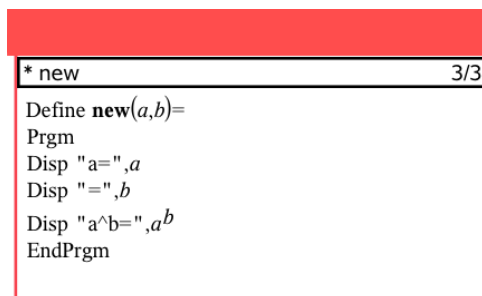 * new 3/3
Define new(a,b)=
Prgm
Disp "a=",a
Disp "=",b
Disp "a^b=",a^b
EndPrgm